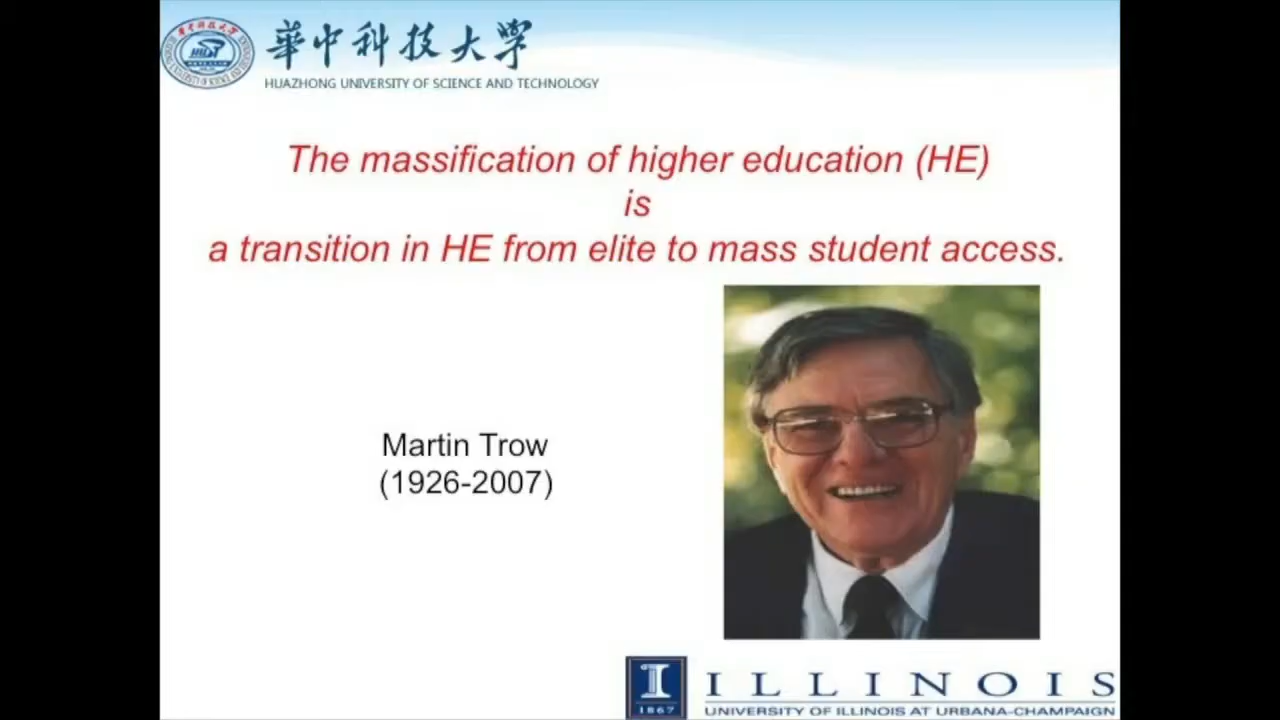 華中科技大学
HUAZHONG UNIVERSITY OF SCIENCE AND TECHNOLOGY
The massification of higher education (HE)
is
a transition in HE from elite to mass student access.
Martin Trow
(1926-2007)
I
1867
ILLINOIS
UNIVERSITY OF ILLINOIS AT URBANA-CHAMPAIGN